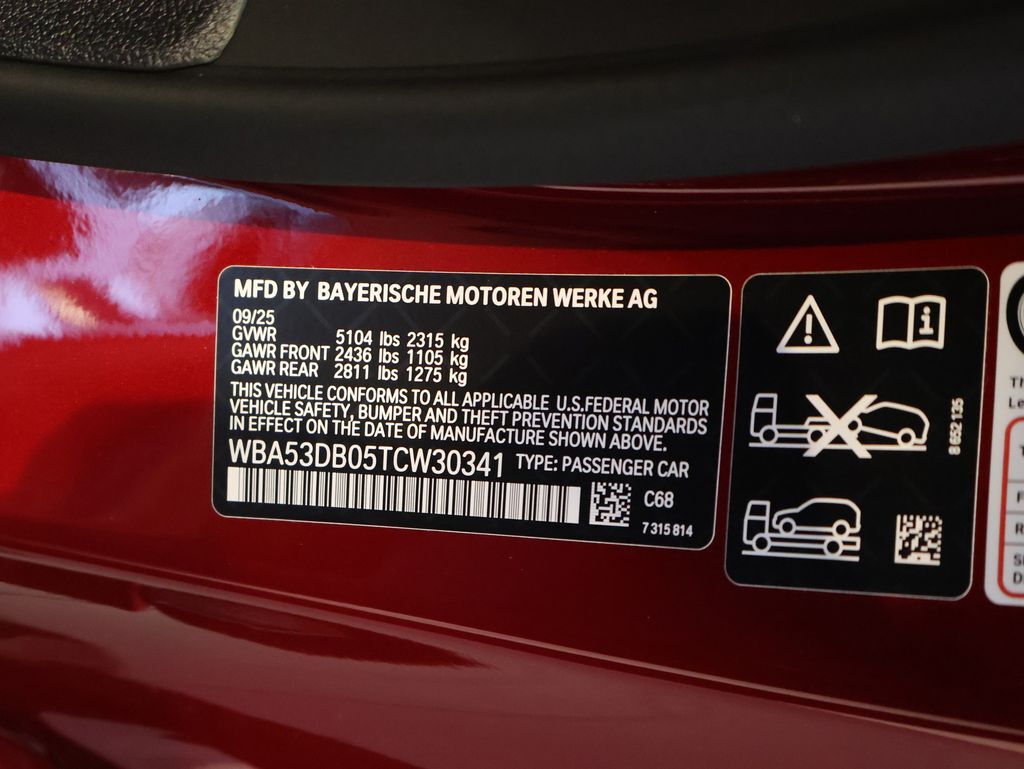 MFD BY BAYERISCHE MOTOREN WERKE AG
09/25
GVWR 5104 lbs 2315 kg
GAWR FRONT 2436 lbs 1105 kg
GAWR REAR 2811 lbs 1275 kg
THIS VEHICLE CONFORMS TO ALL APPLICABLE U.S.FEDERAL MOTOR
VEHICLE SAFETY, BUMPER AND THEFT PREVENTION STANDARDS
IN EFFECT ON THE DATE OF MANUFACTURE SHOWN ABOVE.
WBA53DB05TCW30341 TYPE: PASSENGER CAR
C68
7 315 814
8 652 135